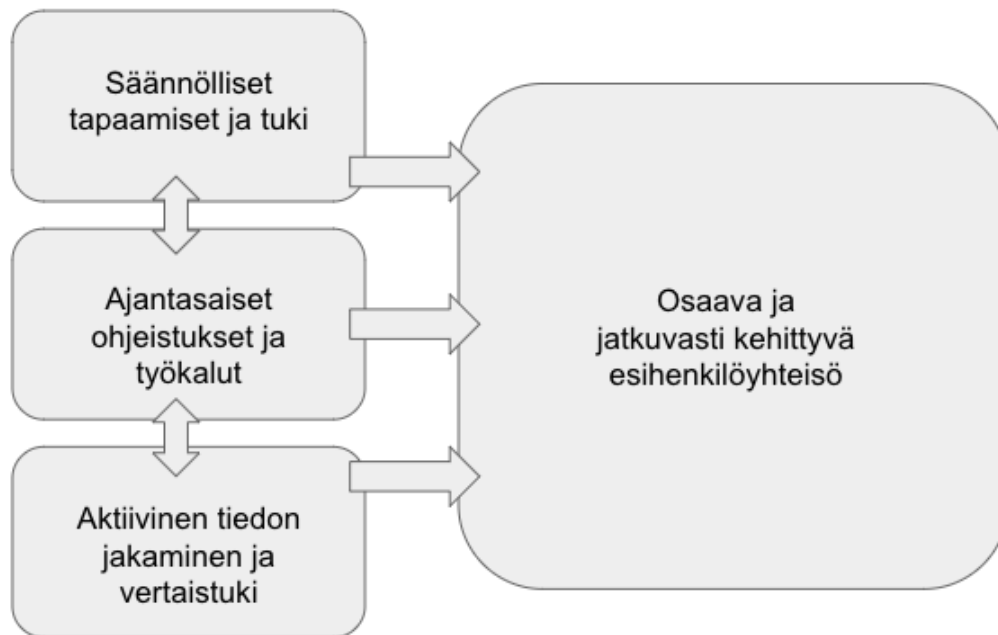 Säännölliset
tapaamiset ja tuki
Ajantasaiset
ohjeistukset ja
työkalut
Aktiivinen tiedon
jakaminen ja
vertaistuki
Osaava ja
jatkuvasti kehittyvä
esihenkilöyhteisö